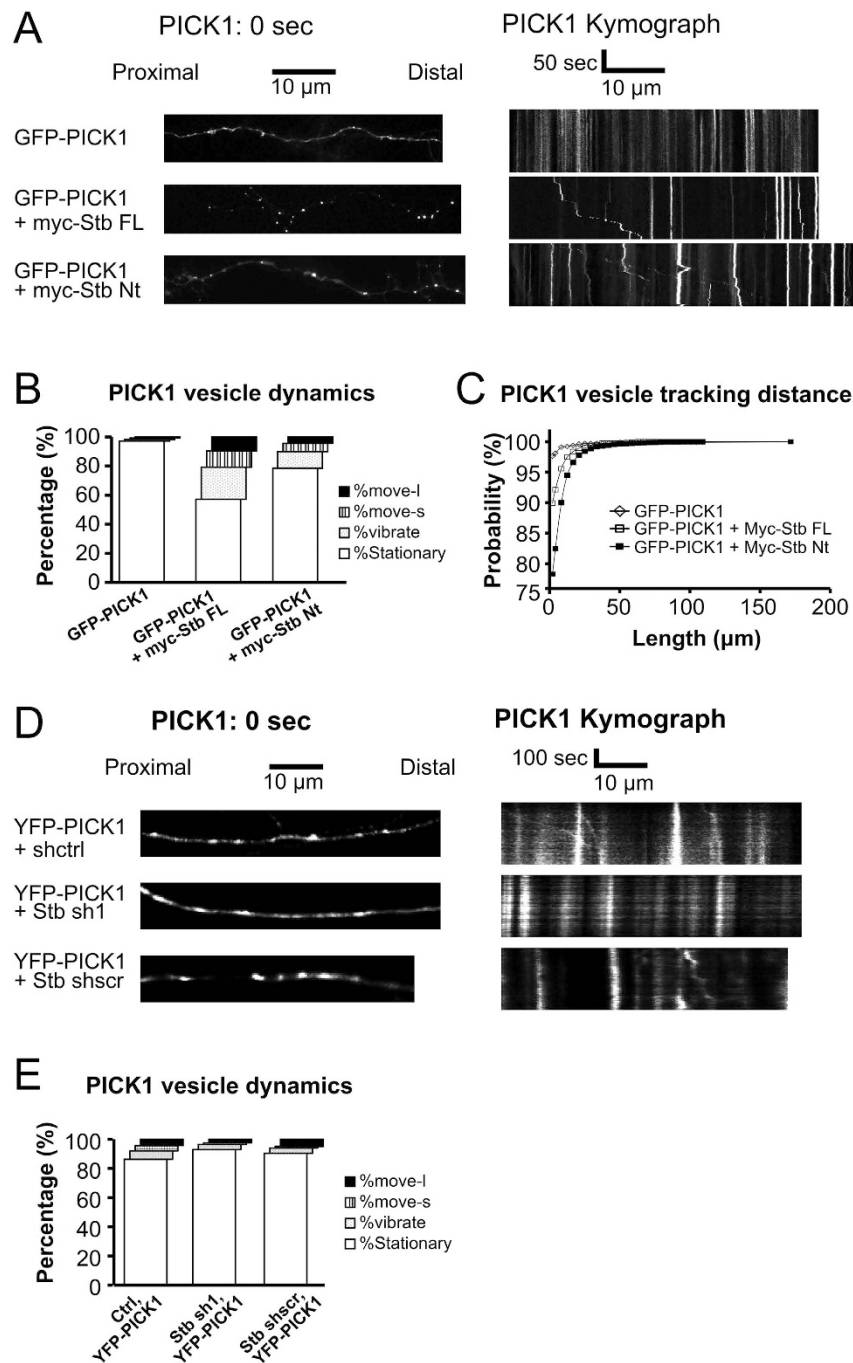 A
PICK1: 0 sec
PICK1 Kymograph
Proximal
10 µm
Distal
50 sec
10 µm
GFP-PICK1
GFP-PICK1
+ myc-Stb FL
GFP-PICK1
+ myc-Stb Nt
B
PICK1 vesicle dynamics
Percentage (%)
100
80
60
40
20
0
%move-l
%move-s
%vibrate
%Stationary
GFP-PICK1
GFP-PICK1
+ myc-Stb FL
GFP-PICK1
+ myc-Stb Nt
C
PICK1 vesicle tracking distance
Probability (%)
100
95
90
85
80
75
GFP-PICK1
GFP-PICK1 + Myc-Stb FL
GFP-PICK1 + Myc-Stb Nt
0
50
100
150
200
Length (µm)
D
PICK1: 0 sec
PICK1 Kymograph
Proximal
10 µm
Distal
100 sec
10 µm
YFP-PICK1
+ shctrl
YFP-PICK1
+ Stb sh1
YFP-PICK1
+ Stb shscr
E
PICK1 vesicle dynamics
Percentage (%)
100
80
60
40
20
0
%move-l
%move-s
%vibrate
%Stationary
Ctrl,
YFP-PICK1
Stb sh1,
YFP-PICK1
Stb shscr,
YFP-PICK1